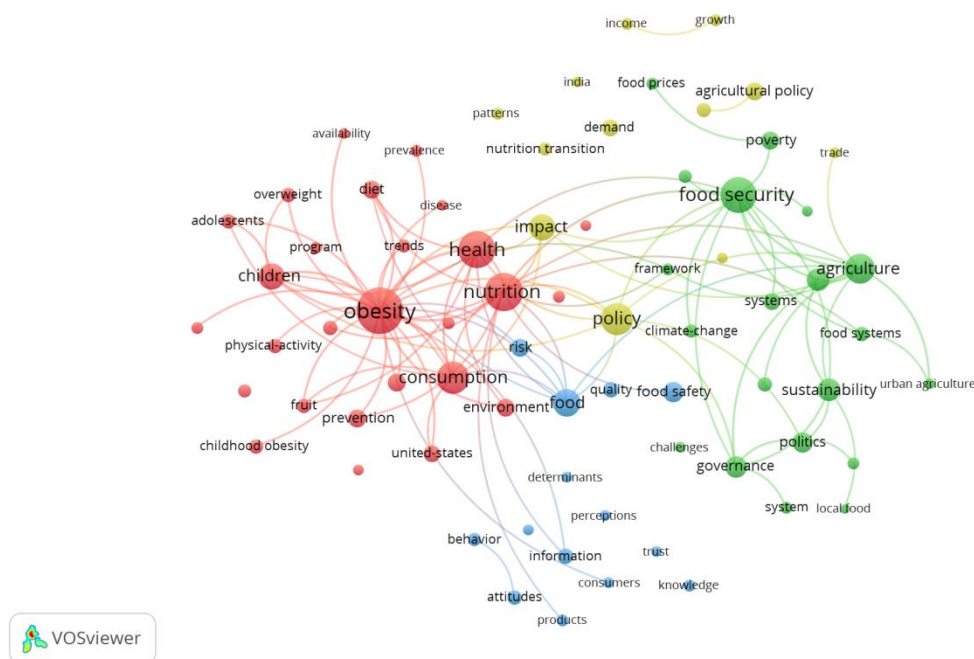 income
growth
india
food prices
agricultural policy
patterns
availability
demand
poverty
prevalence
nutrition transition
trade
overweight
diet
food security
adolescents
disease
impact
program
trends
health
framework
agriculture
children
nutrition
systems
obesity
policy
climate-change
food systems
physical-activity
risk
consumption
quality
food safety
sustainability
urban agriculture
fruit
prevention
environment
food
childhood obesity
united-states
challenges
politics
governance
determinants
system
local food
perceptions
behavior
information
trust
consumers
knowledge
attitudes
products
VOSviewer